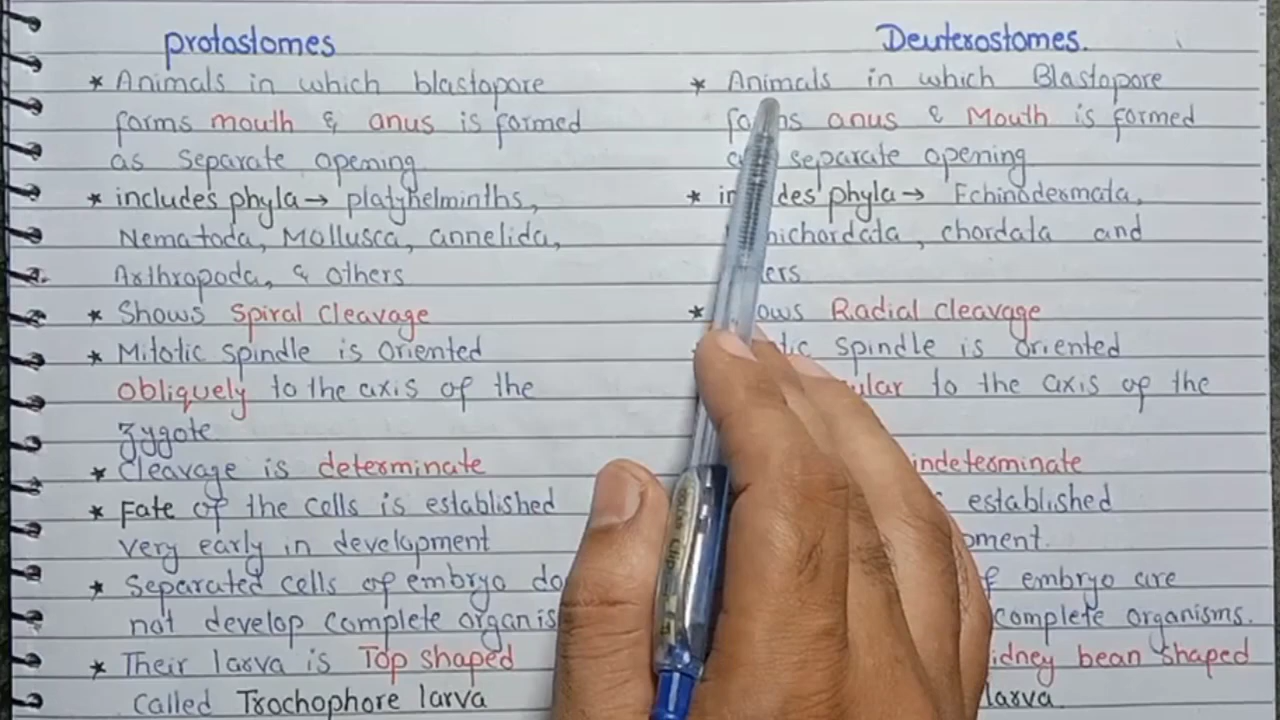 protostomes
* Animals in which blastopore
forms mouth & anus is formed
as separate opening
* includes phyla → platyhelminths,
Nematoda, Mollusca, annelida,
Arthropoda, & others
* Shows Spiral Cleavage
* Mitotic spindle is oriented
obliquely to the axis of the
zygote
* Cleavage is determinate
* Fate of the cells is established
very early in development
* Separated cells of embryo do
not develop complete organis
* Their larva is Top shaped
called Trochophore larva
Deuterostomes.
* Animals in which Blastopore
anus & Mouth is formed
separate opening
* phyla → Echinodermata,
chordata and
* Radial cleavage
spindle is oriented
to the axis of the
indeterminate
established
embryo are
complete organisms.
bean shaped
larva